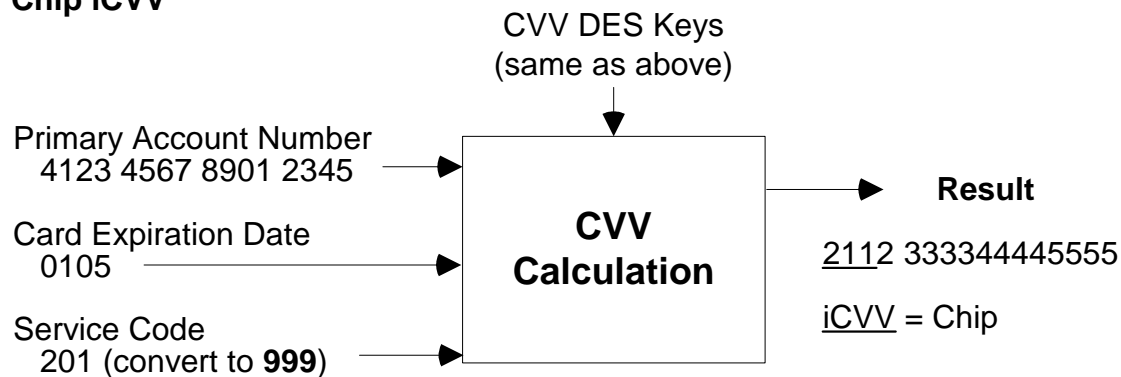 Chip iCVV
CVV DES Keys
(same as above)
Primary Account Number
4123 4567 8901 2345
Card Expiration Date
0105
Service Code
201 (convert to 999)
CVV
Calculation
Result
2112 333344445555
iCVV = Chip